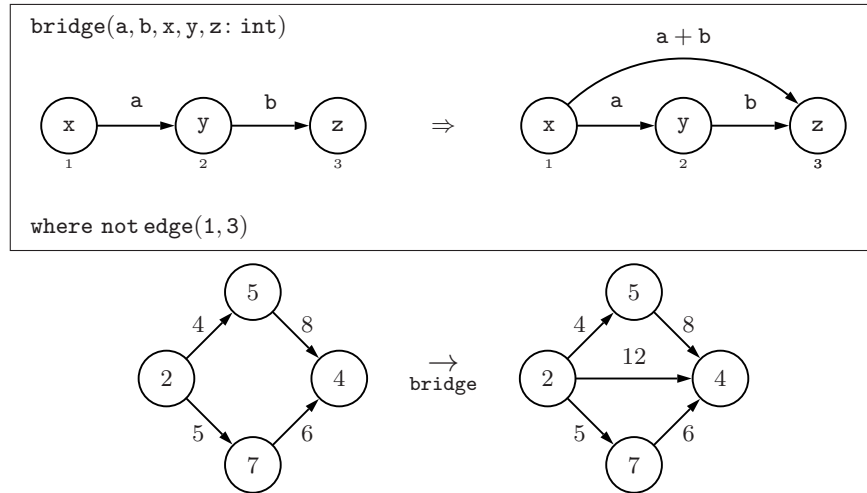 bridge(a, b, x, y, z: int)
a + b
a b a b
x y z ⇒ x y z
1 2 3 1 2 3
where not edge(1, 3)
5 5
4 8 4 8
2 4 → 2 12 4
bridge
5 6 5 6
7 7